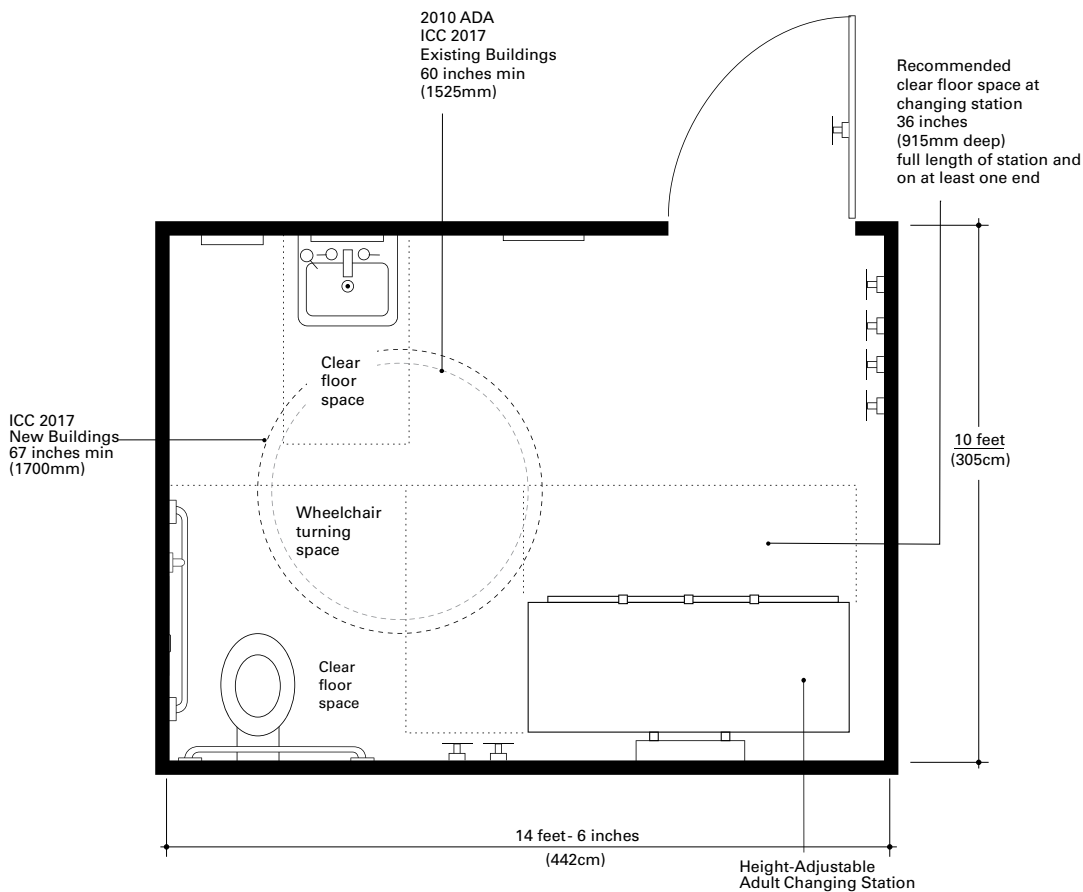 2010 ADA
ICC 2017
Existing Buildings
60 inches min
(1525mm)
Recommended
clear floor space at
changing station
36 inches
(915mm deep)
full length of station and
on at least one end
Clear
floor
space
ICC 2017
New Buildings
67 inches min
(1700mm)
10 feet
(305cm)
Wheelchair
turning
space
Clear
floor
space
14 feet- 6 inches
(442cm)
Height-Adjustable
Adult Changing Station